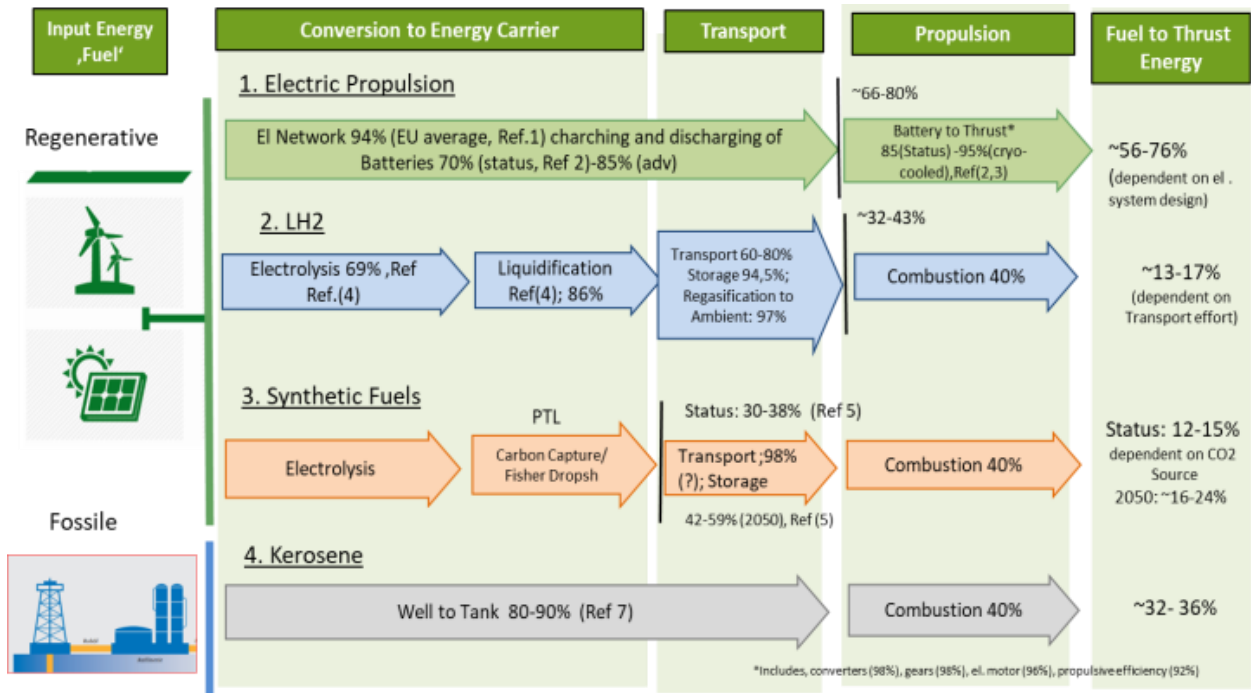 Input Energy
‚Fuel‘
Conversion to Energy Carrier
Transport
Propulsion
Fuel to Thrust
Energy
Regenerative
1. Electric Propulsion
El Network 94% (EU average, Ref.1) charching and discharging of
Batteries 70% (status, Ref 2)-85% (adv)
~66-80%
Battery to Thrust*
85(Status) -95%(cryo-
cooled),Ref(2,3)
~56-76%
(dependent on el .
system design)
2. LH2
Electrolysis 69% ,Ref
Ref.(4)
Liquidification
Ref(4); 86%
Transport 60-80%
Storage 94,5%;
Regasification to
Ambient: 97%
~32-43%
Combustion 40%
~13-17%
(dependent on
Transport effort)
3. Synthetic Fuels
Electrolysis
PTL
Carbon Capture/
Fisher Dropsh
Status: 30-38% (Ref 5)
Transport ;98%
(?); Storage
42-59% (2050), Ref (5)
Combustion 40%
Status: 12-15%
dependent on CO2
Source
2050: ~16-24%
Fossile
4. Kerosene
Well to Tank 80-90% (Ref 7)
Combustion 40%
~32- 36%
*Includes, converters (98%), gears (98%), el. motor (96%), propulsive efficiency (92%)